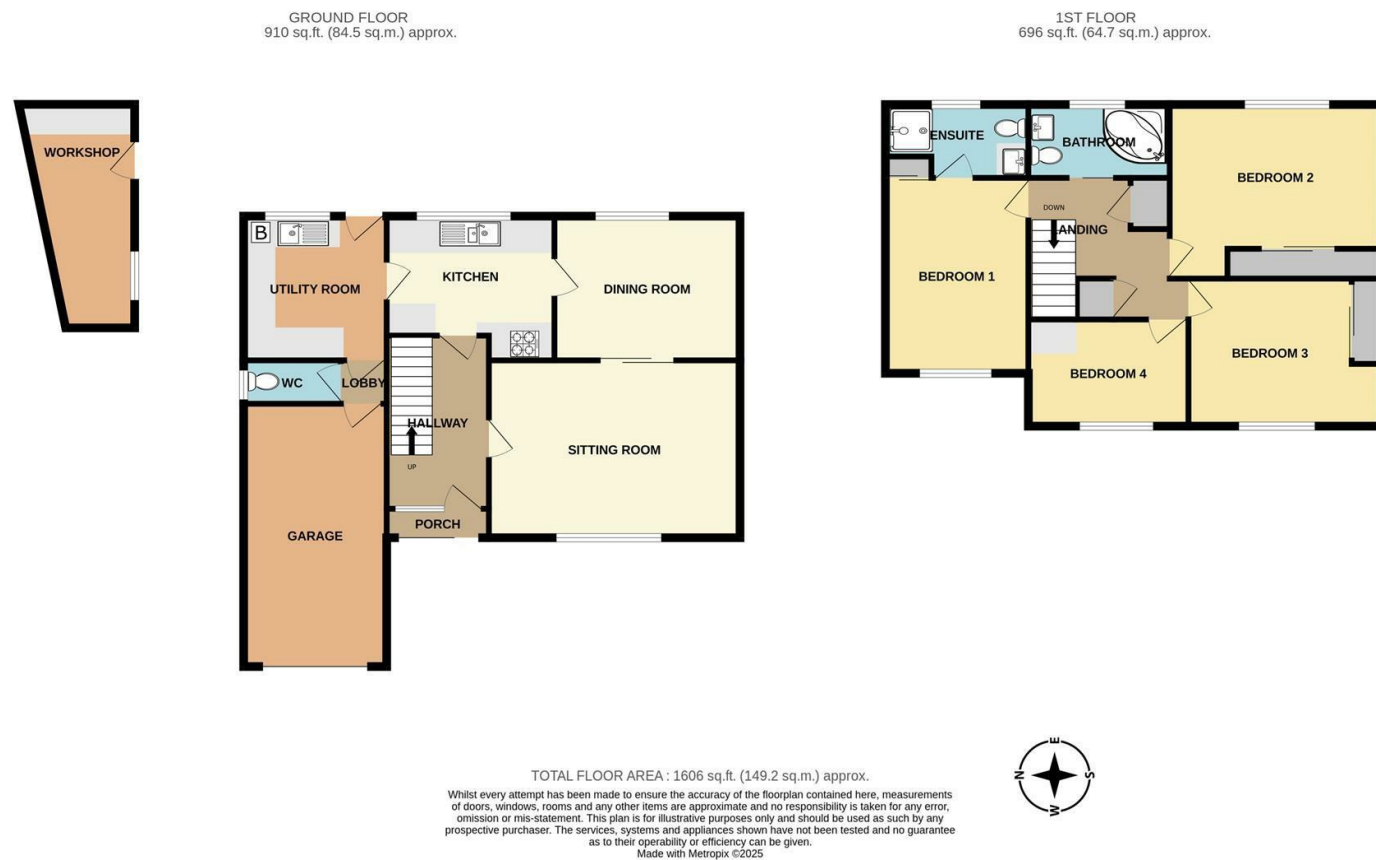 GROUND FLOOR
910 sq.ft. (84.5 sq.m.) approx.
1ST FLOOR
696 sq.ft. (64.7 sq.m.) approx.
WORKSHOP
B
UTILITY ROOM
KITCHEN
DINING ROOM
WC
LOBBY
HALLWAY
UP
SITTING ROOM
PORCH
GARAGE
ENSUITE
BATHROOM
BEDROOM 2
DOWN
LANDING
BEDROOM 1
BEDROOM 3
BEDROOM 4
E
N
S
W
TOTAL FLOOR AREA : 1606 sq.ft. (149.2 sq.m.) approx.
Whilst every attempt has been made to ensure the accuracy of the floorplan contained here, measurements
of doors, windows, rooms and any other items are approximate and no responsibility is taken for any error,
omission or mis-statement. This plan is for illustrative purposes only and should be used as such by any
prospective purchaser. The services, systems and appliances shown have not been tested and no guarantee
as to their operability or efficiency can be given.
Made with Metropix ©2025